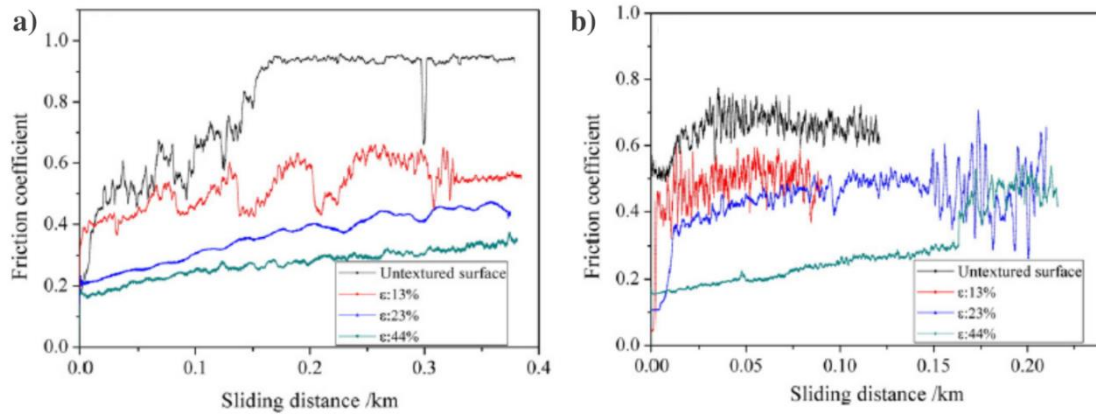 a)
1.0
0.8
0.6
0.4
0.2
0.0
Friction coefficient
Untextured surface
ε:13%
ε:23%
ε:44%
0.0 0.1 0.2 0.3 0.4
Sliding distance /km
b)
1.0
0.8
0.6
0.4
0.2
0.0
Friction coefficient
Untextured surface
ε:13%
ε:23%
ε:44%
0.00 0.05 0.10 0.15 0.20
Sliding distance /km